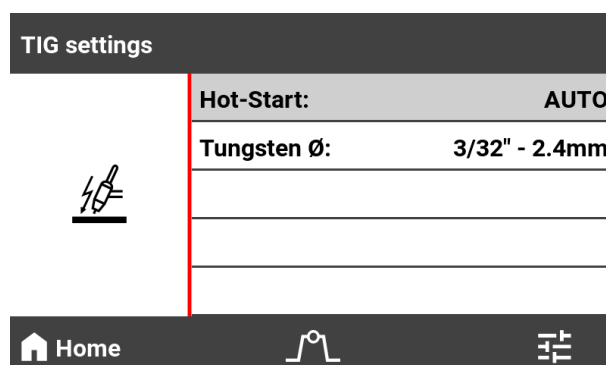 TIG settings
Hot-Start: AUTO
Tungsten Ø: 3/32" - 2.4mm
Home